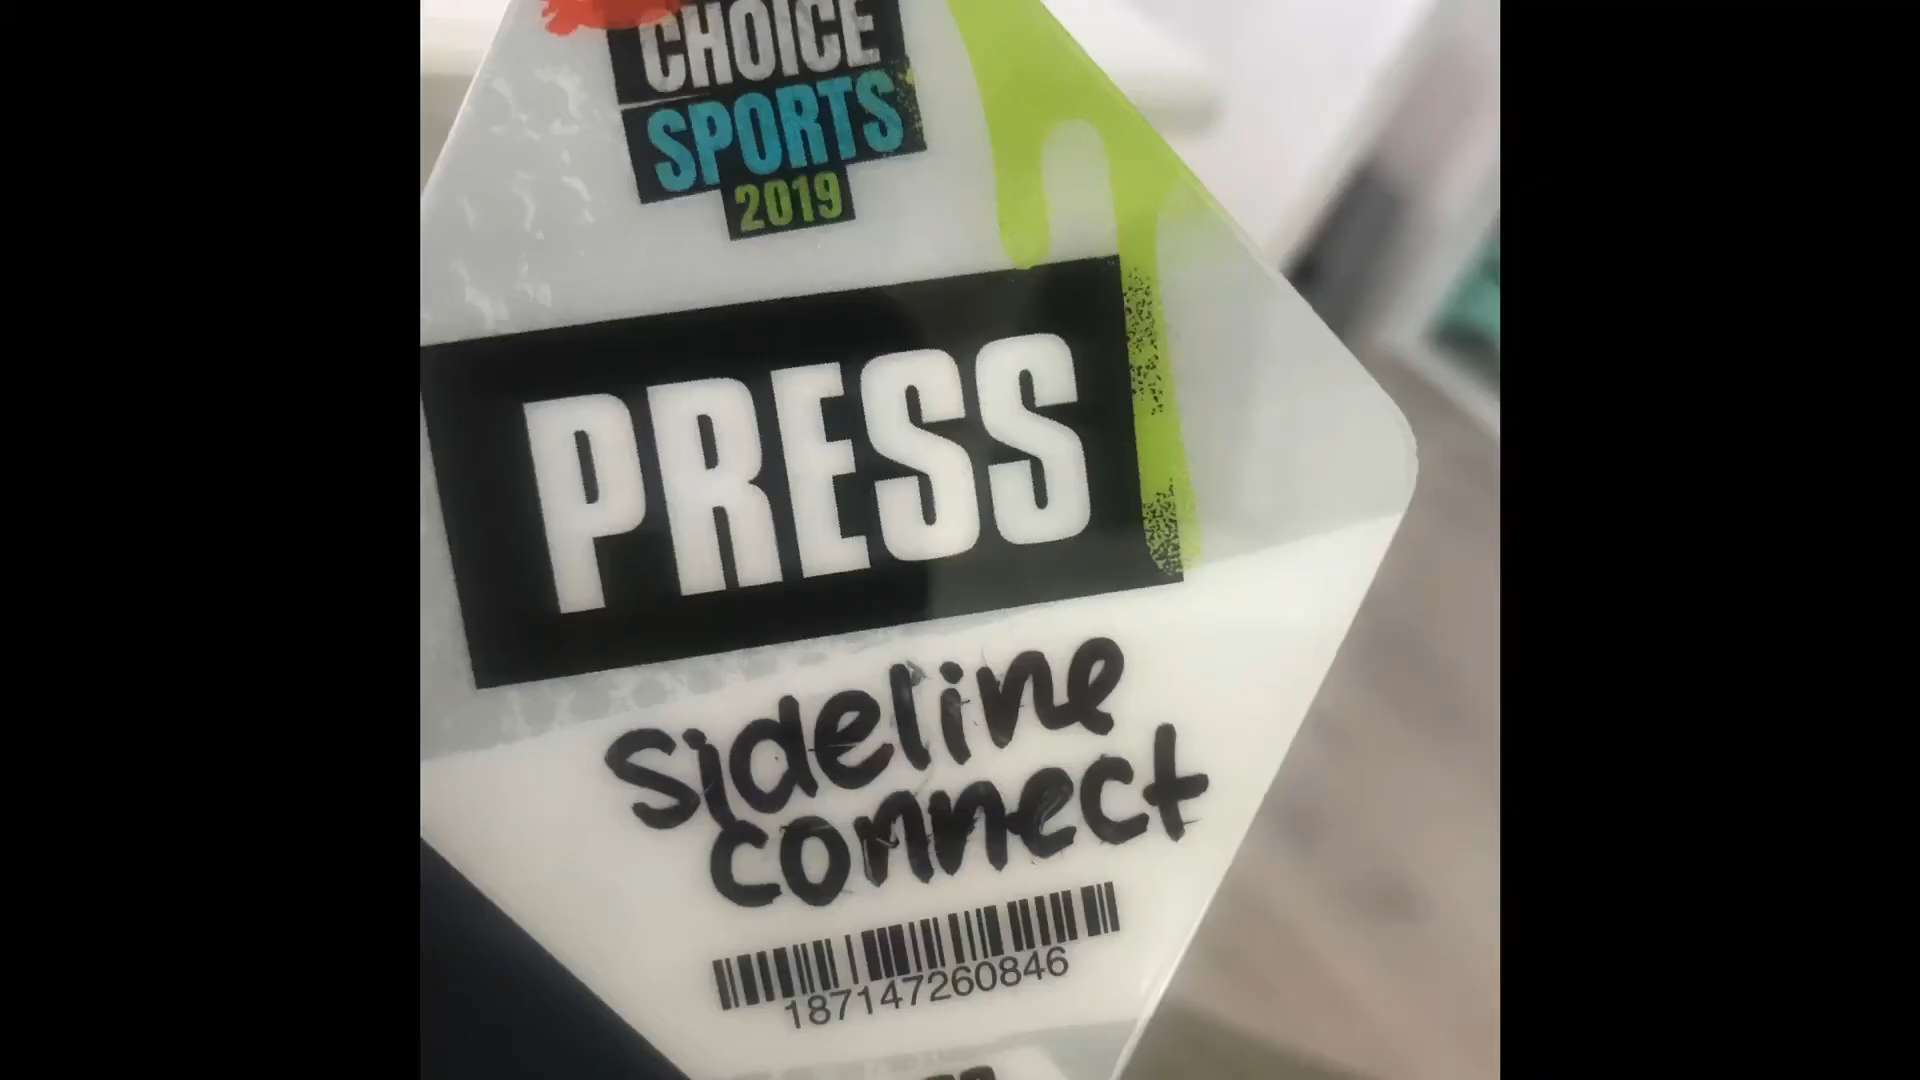 CHOICE
SPORTS
2019
PRESS
sideline
connect
187147260846